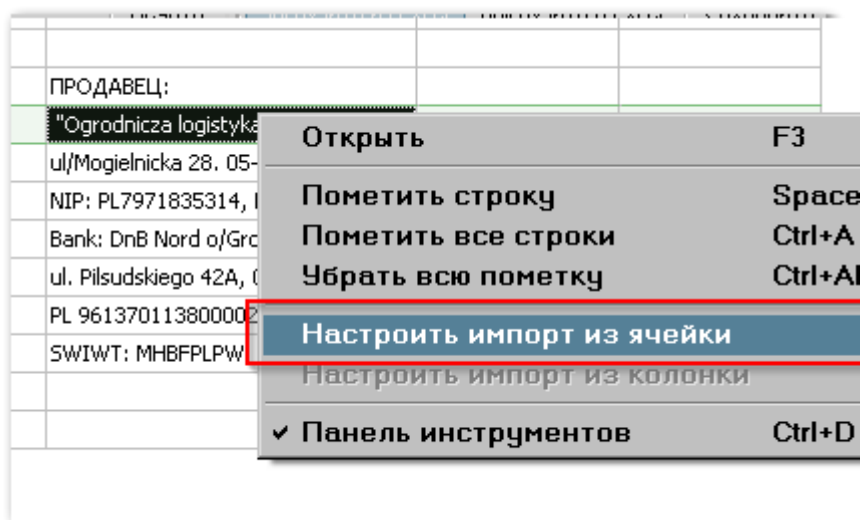 ПРОДАВЕЦ:
"Ogrodnicza logistyka
ul/Mogielnicka 28. 05-
NIP: PL7971835314,
Bank: DnB Nord o/Gro
ul. Pilsudskiego 42A,
PL 961370113800002
SWIWT: MHBFPLPW
Открыть F3
Пометить строку Space
Пометить все строки Ctrl+A
Убрать всю пометку Ctrl+Al
Настроить импорт из ячейки
Настроить импорт из колонки
Панель инструментов Ctrl+D